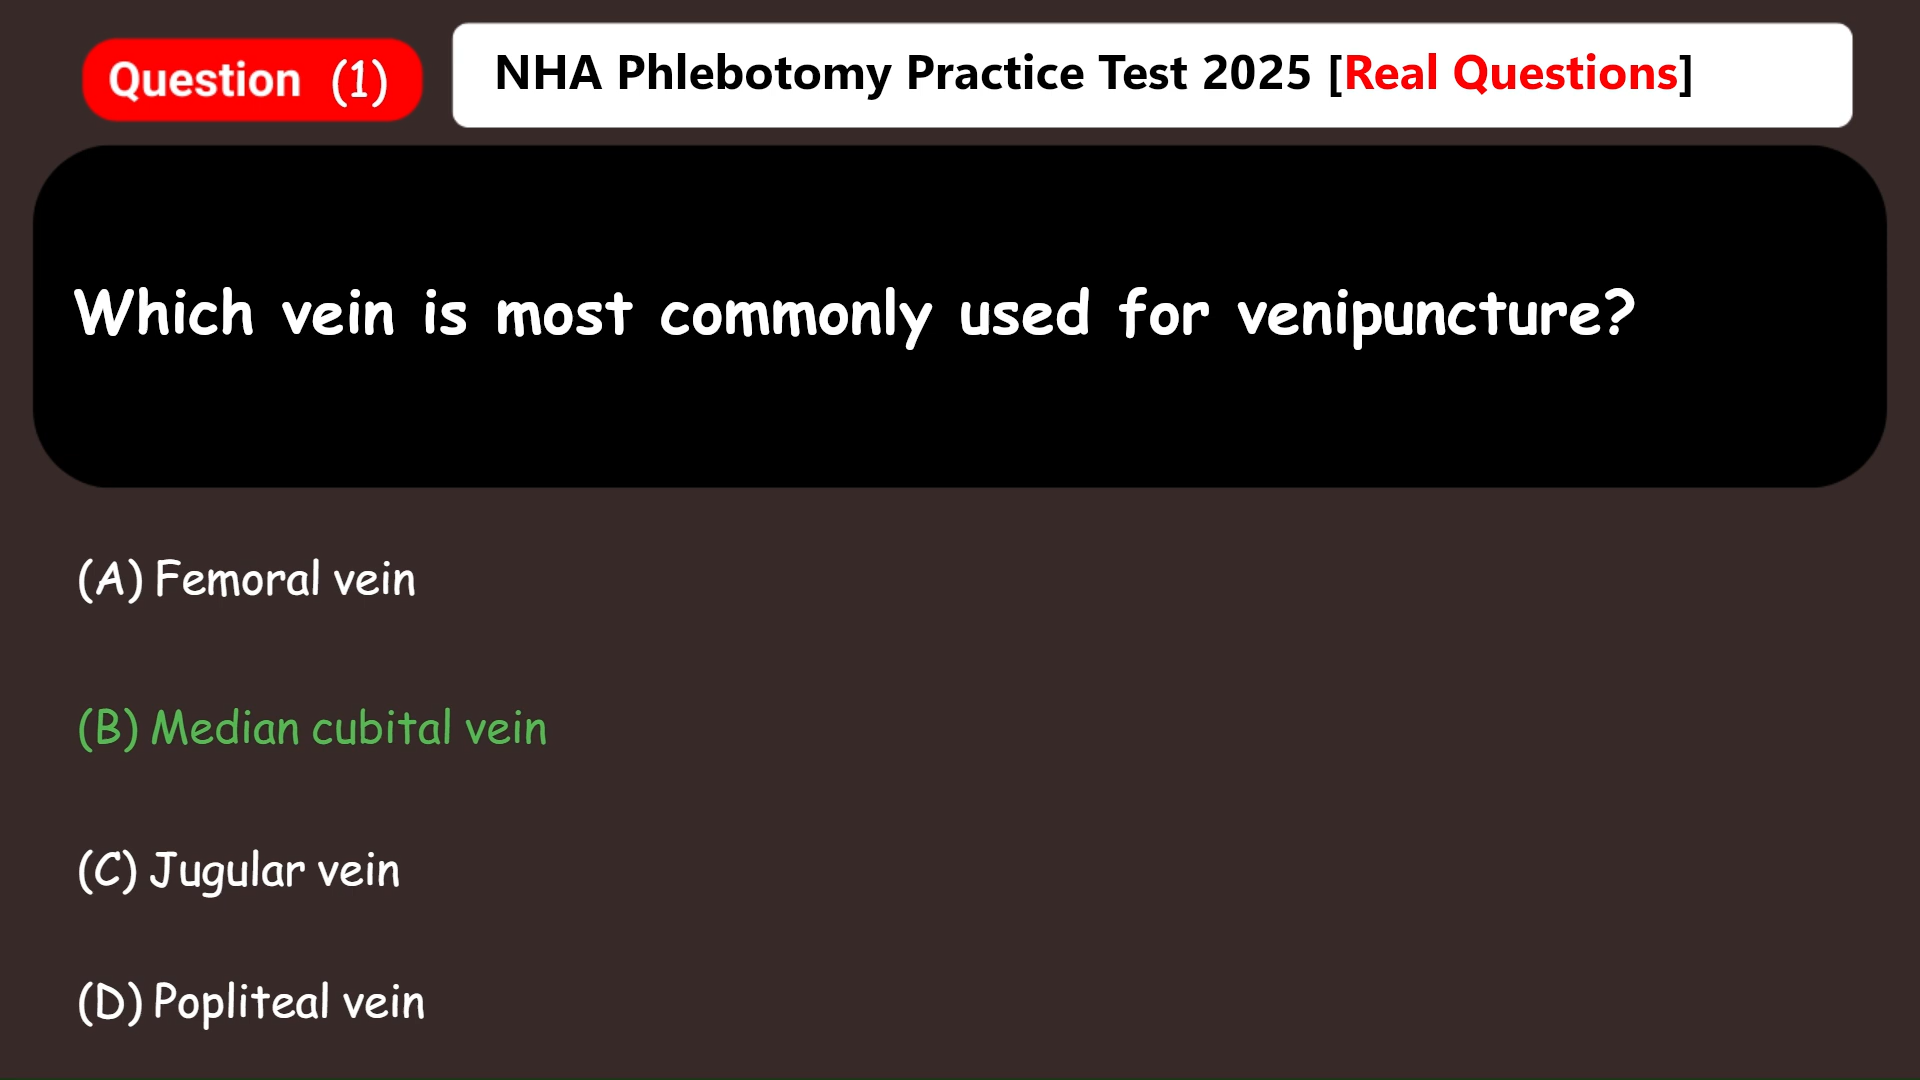 Question (1)
NHA Phlebotomy Practice Test 2025 [Real Questions]
Which vein is most commonly used for venipuncture?
(A) Femoral vein
(B) Median cubital vein
(C) Jugular vein
(D) Popliteal vein